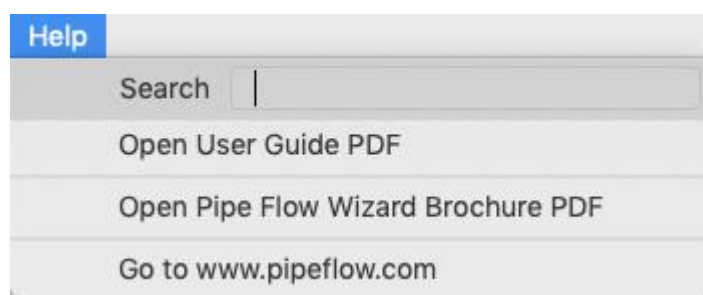 Help
Search
Open User Guide PDF
Open Pipe Flow Wizard Brochure PDF
Go to www.pipeflow.com